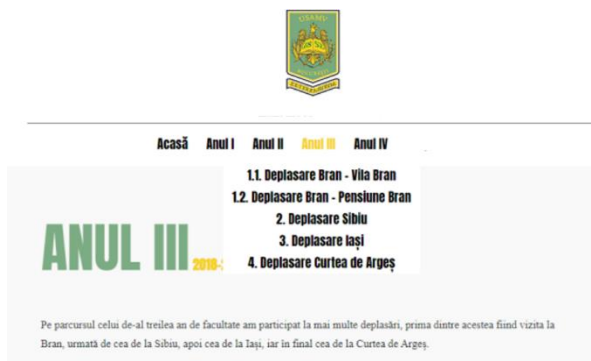 USAMV
Acasă Anul I Anul II Anul III Anul IV
1.1. Deplasare Bran - Vila Bran
1.2. Deplasare Bran - Pensiune Bran
2. Deplasare Sibiu
3. Deplasare Iași
4. Deplasare Curtea de Argeș
ANUL III 2018-
Pe parcursul celui de-al treilea an de facultate am participat la mai multe deplasări, prima dintre acestea fiind vizita la
Bran, urmată de cea de la Sibiu, apoi cea de la Iași, iar în final cea de la Curtea de Argeș.